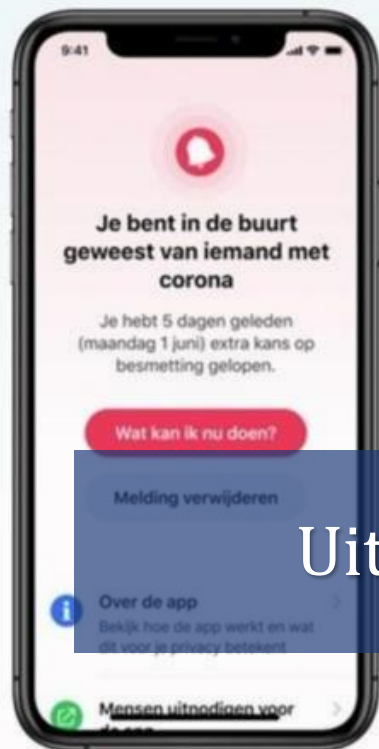 9:41
Je bent in de buurt
geweest van iemand met
corona
Je hebt 5 dagen geleden
(maandag 1 juni) extra kans op
besmetting gelopen.
Wat kan ik nu doen?
Melding verwijderen
Uit
Over de app
Bekijk hoe de app werkt en wat
dit voor je privacy betekent
Mensen uitnodigen voor
de app